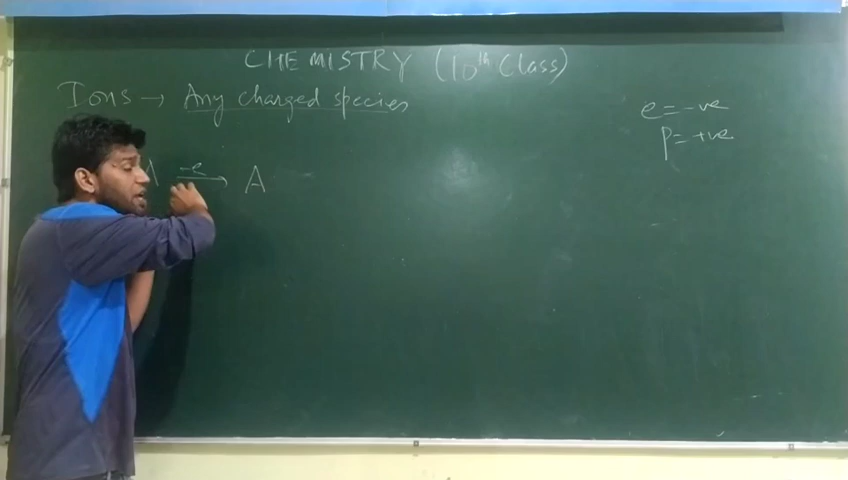 CHEMISTRY (10th Class)
Ions → Any charged species
e = -ve
p = +ve
A -e → A